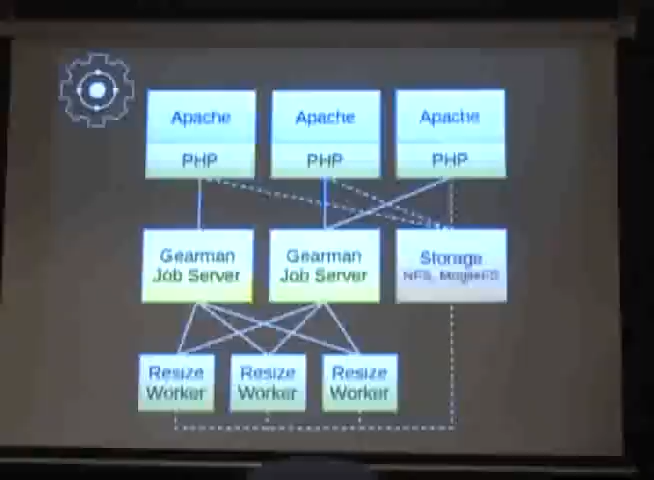 Apache Apache Apache
PHP PHP PHP
Gearman Gearman Storage
Job Server Job Server NFS, MogileFS
Resize Resize Resize
Worker Worker Worker